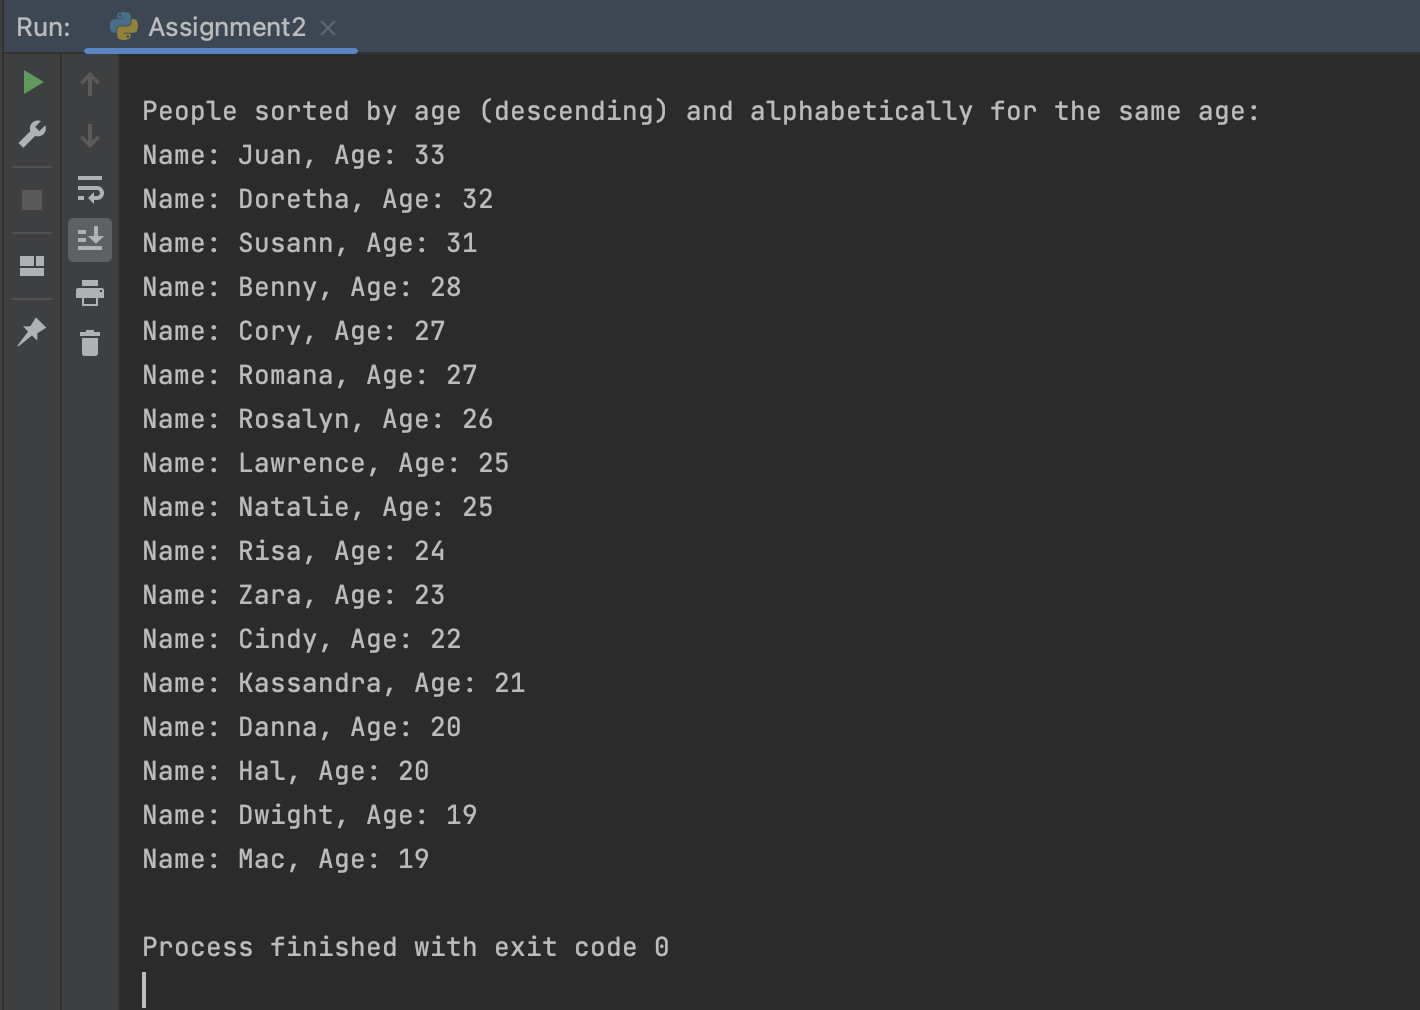 Run: Assignment2
People sorted by age (descending) and alphabetically for the same age:
Name: Juan, Age: 33
Name: Doretha, Age: 32
Name: Susann, Age: 31
Name: Benny, Age: 28
Name: Cory, Age: 27
Name: Romana, Age: 27
Name: Rosalyn, Age: 26
Name: Lawrence, Age: 25
Name: Natalie, Age: 25
Name: Risa, Age: 24
Name: Zara, Age: 23
Name: Cindy, Age: 22
Name: Kassandra, Age: 21
Name: Danna, Age: 20
Name: Hal, Age: 20
Name: Dwight, Age: 19
Name: Mac, Age: 19
Process finished with exit code 0